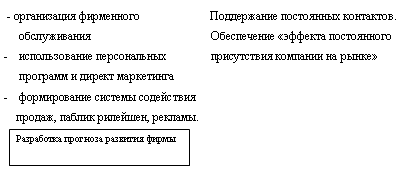 - организация фирменного
обслуживания
- использование персональных
программ и директ маркетинга
- формирование системы содействия
продаж, паблик рилейшен, рекламы.
Поддержание постоянных контактов.
Обеспечение «эффекта постоянного
присутствия компании на рынке»
Разработка прогноза развития фирмы